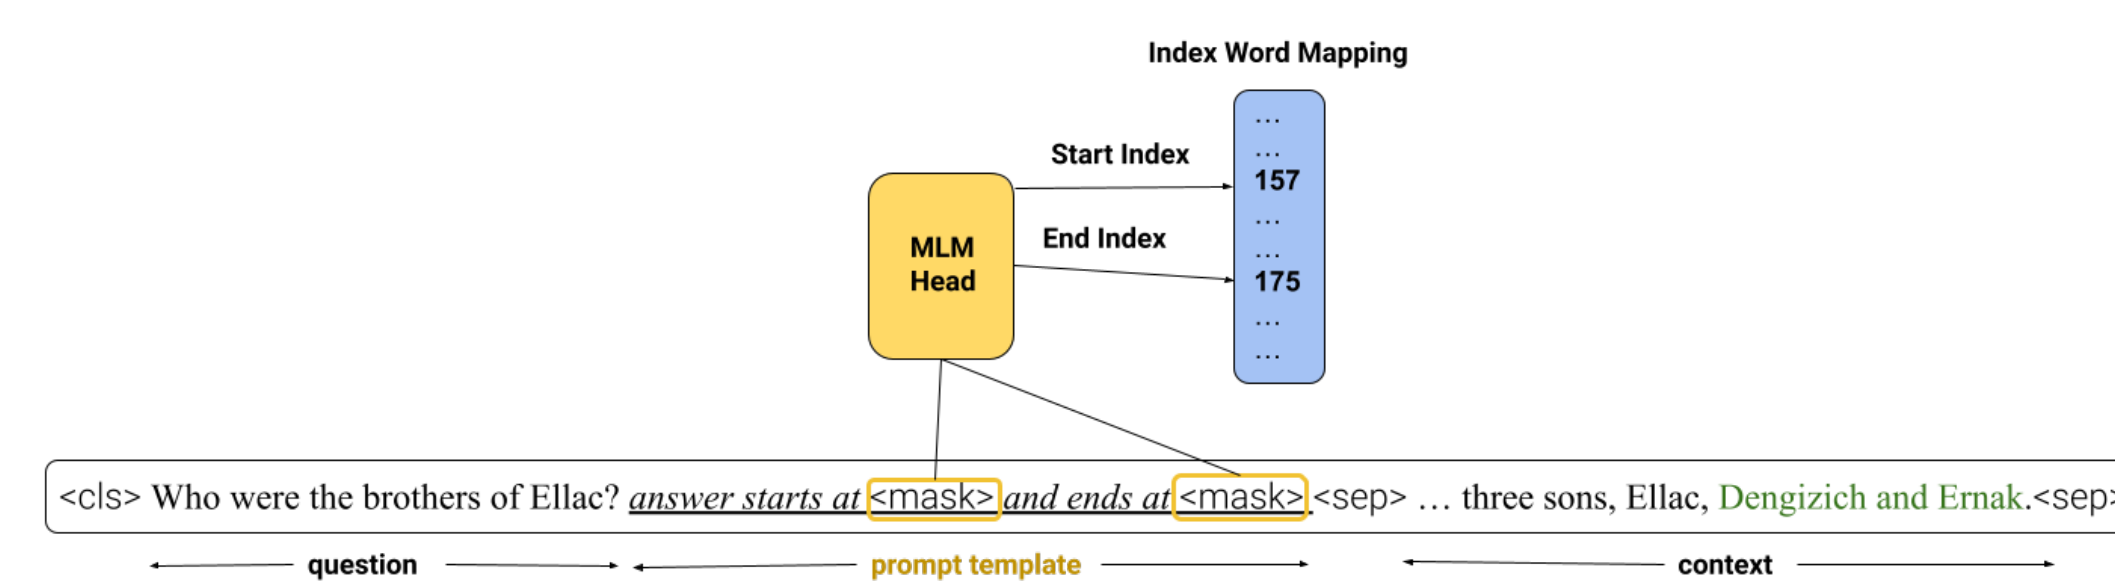 Index Word Mapping
...
...
Start Index
157
MLM
Head
...
End Index
...
175
...
...
<cls> Who were the brothers of Ellac? answer starts at <mask> and ends at <mask> <sep> ... three sons, Ellac, Dengizich and Ernak.<sep>
question
prompt template
context